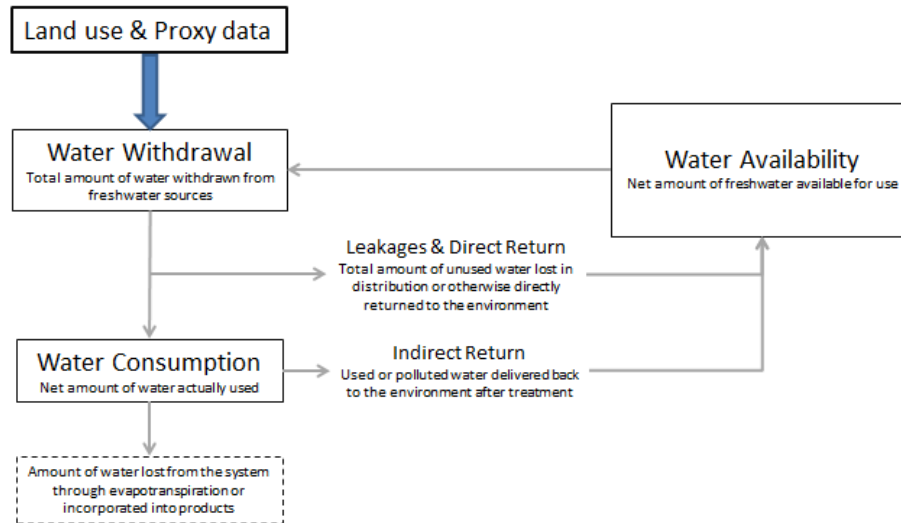 Land use & Proxy data
Water Withdrawal
Total amount of water withdrawn from
freshwater sources
Water Availability
Net amount of freshwater available for use
Leakages & Direct Return
Total amount of unused water lost in
distribution or otherwise directly
returned to the environment
Water Consumption
Net amount of water actually used
Indirect Return
Used or polluted water delivered back
to the environment after treatment
Amount of water lost from the system
through evapotranspiration or
incorporated into products